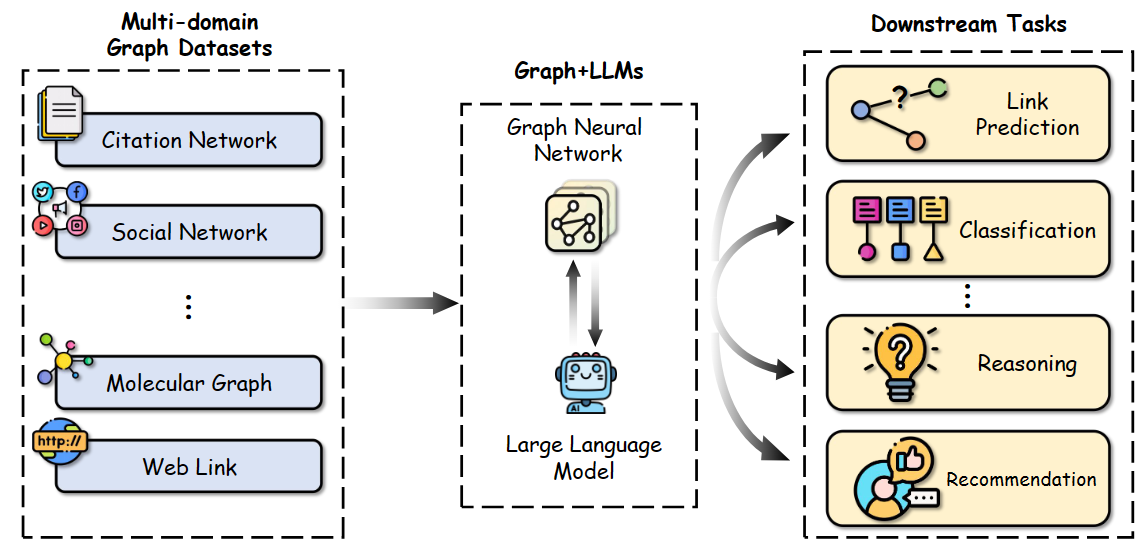 Multi-domain
Graph Datasets
Citation Network
Social Network
Molecular Graph
http://
Web Link
Graph+LLMs
Graph Neural
Network
AI
Large Language
Model
Downstream Tasks
?
Link
Prediction
Classification
?
Reasoning
Recommendation